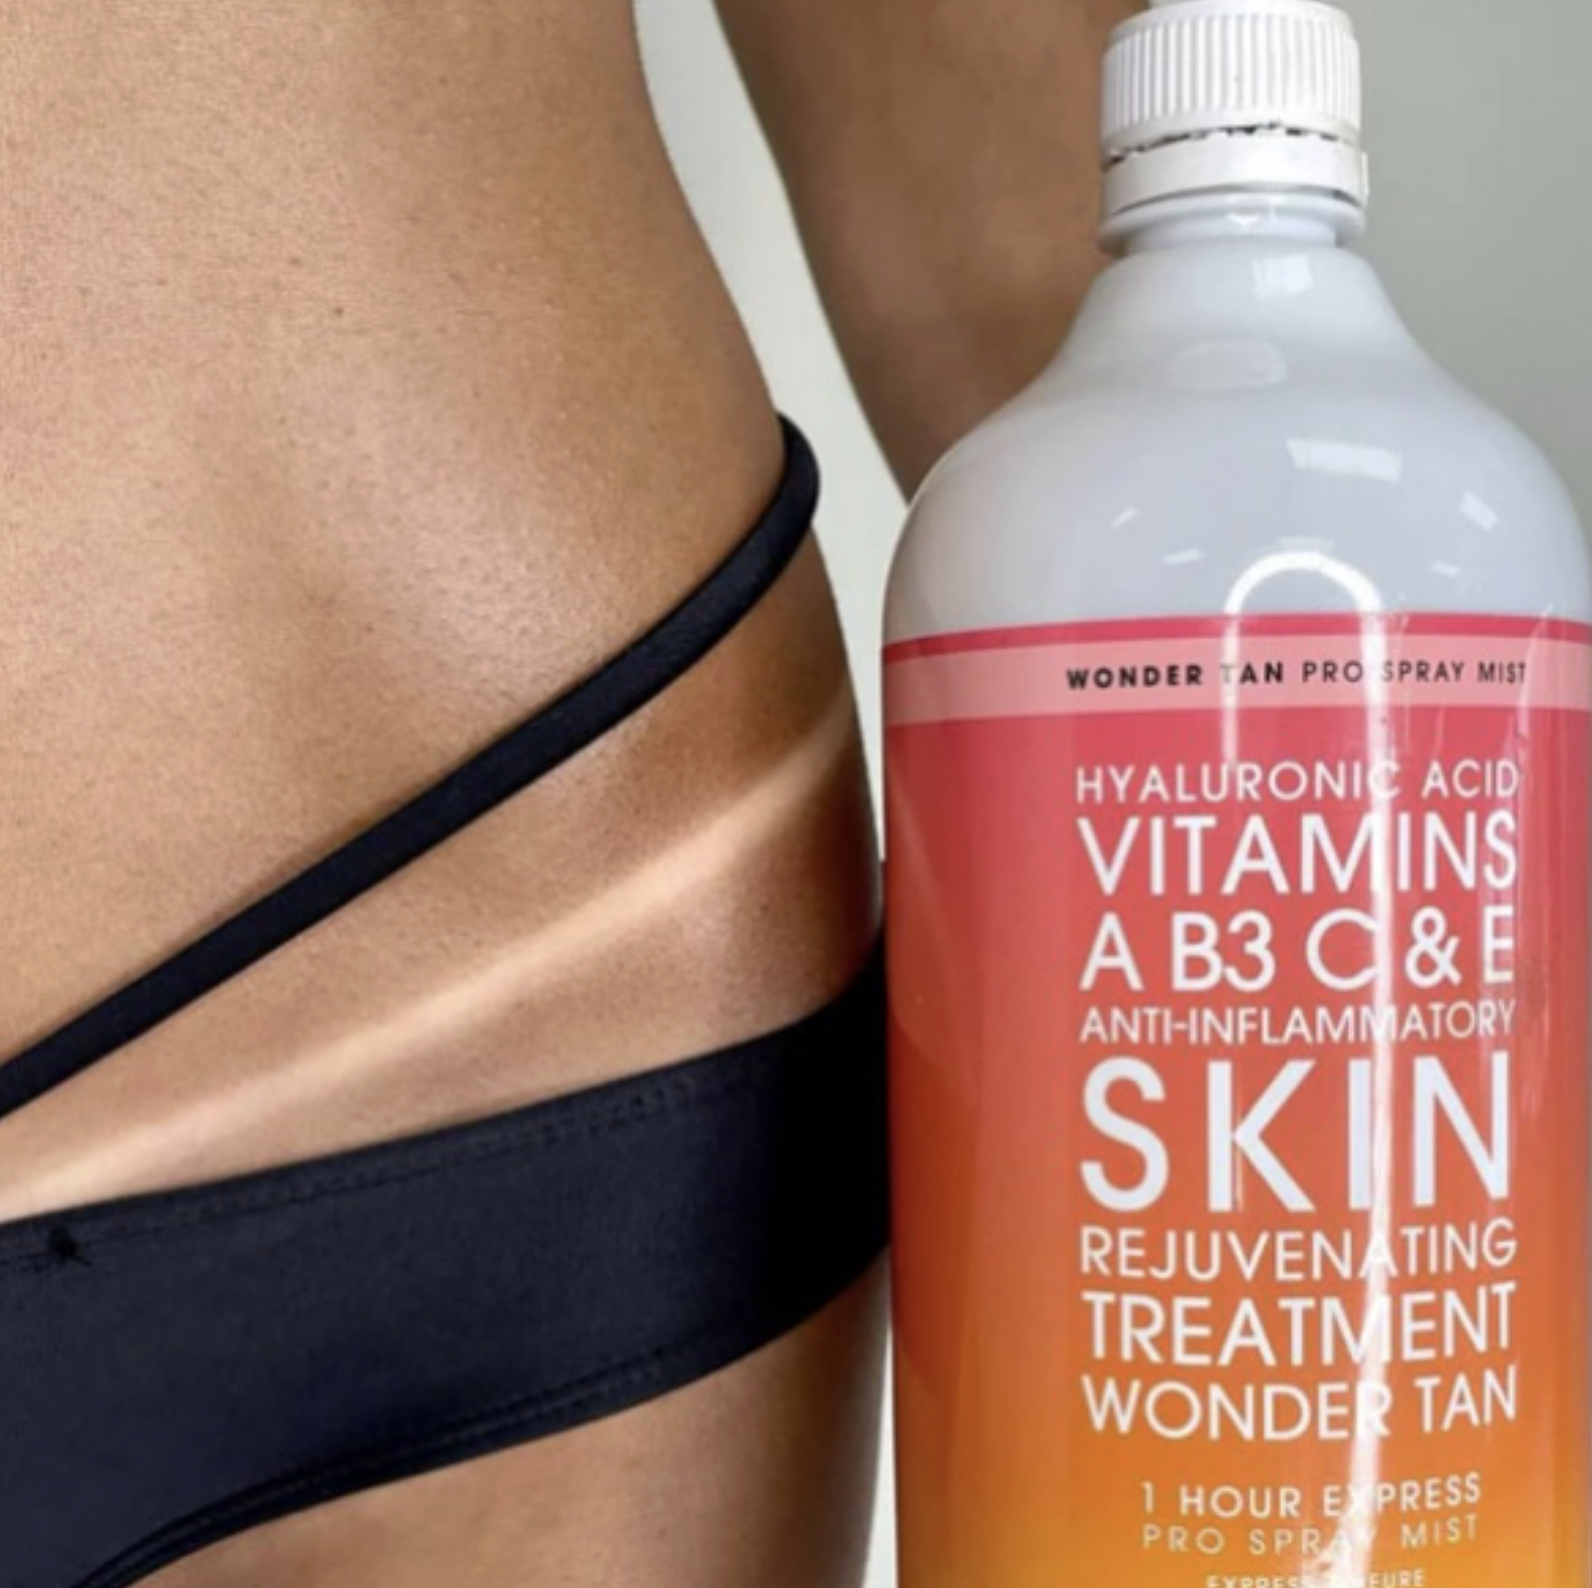 WONDER TAN PRO SPRAY MIST
HYALURONIC ACID
VITAMINS
A B3 C & E
ANTI-INFLAMMATORY
SKIN
REJUVENATING
TREATMENT
WONDER TAN
1 HOUR EXPRESS
PRO SPRAY MIST
EXPRESS